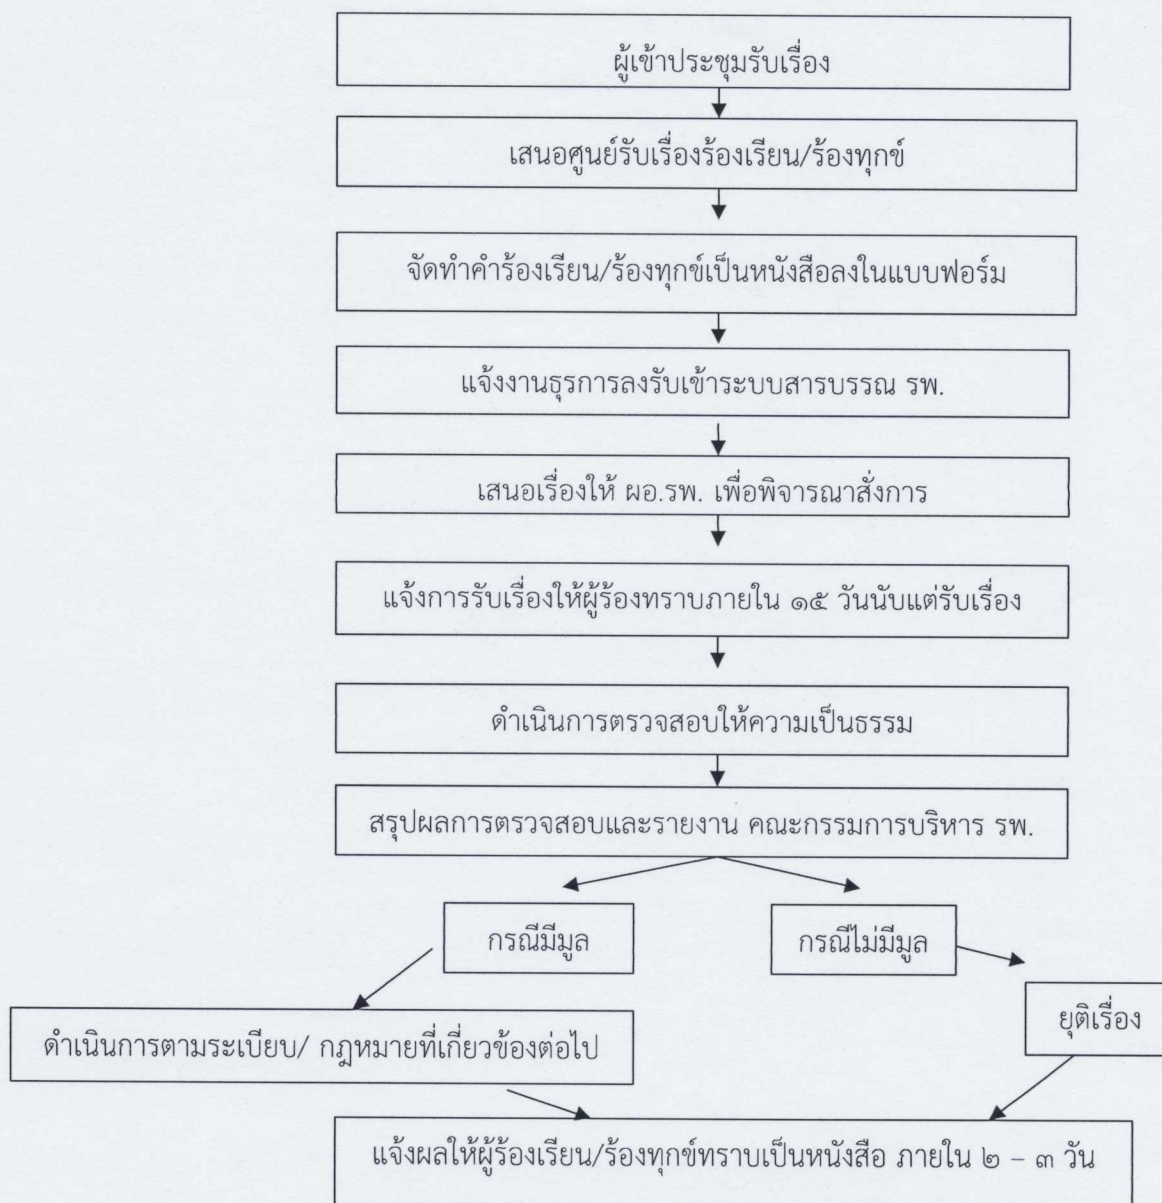 ผู้เข้าประชุมรับเรื่อง
เสนอศูนย์รับเรื่องร้องเรียน/ร้องทุกข์
จัดทำคำร้องเรียน/ร้องทุกข์เป็นหนังสือลงในแบบฟอร์ม
แจ้งงานธุรการลงรับเข้าระบบสารบรรณ รพ.
เสนอเรื่องให้ ผอ.รพ. เพื่อพิจารณาสั่งการ
แจ้งการรับเรื่องให้ผู้ร้องทราบภายใน ๑๕ วันนับแต่รับเรื่อง
ดำเนินการตรวจสอบให้ความเป็นธรรม
สรุปผลการตรวจสอบและรายงาน คณะกรรมการบริหาร รพ.
กรณีมีมูล
กรณีไม่มีมูล
ยุติเรื่อง
ดำเนินการตามระเบียบ/ กฎหมายที่เกี่ยวข้องต่อไป
แจ้งผลให้ผู้ร้องเรียน/ร้องทุกข์ทราบเป็นหนังสือ ภายใน ๒ – ๓ วัน